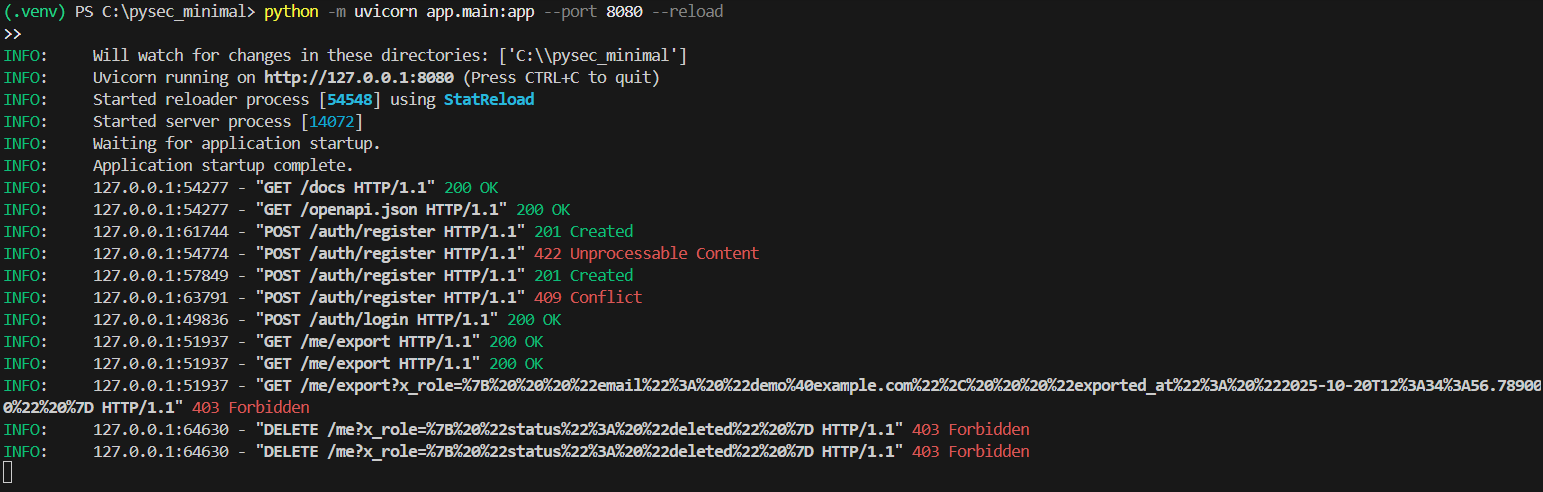 (.venv) PS C:\pysec_minimal> python -m uvicorn app.main:app --port 8080 --reload
>>
INFO:     Will watch for changes in these directories: ['C:\\pysec_minimal']
INFO:     Uvicorn running on http://127.0.0.1:8080 (Press CTRL+C to quit)
INFO:     Started reloader process [54548] using StatReload
INFO:     Started server process [14072]
INFO:     Waiting for application startup.
INFO:     Application startup complete.
INFO:     127.0.0.1:54277 - "GET /docs HTTP/1.1" 200 OK
INFO:     127.0.0.1:54277 - "GET /openapi.json HTTP/1.1" 200 OK
INFO:     127.0.0.1:61744 - "POST /auth/register HTTP/1.1" 201 Created
INFO:     127.0.0.1:54774 - "POST /auth/register HTTP/1.1" 422 Unprocessable Content
INFO:     127.0.0.1:57849 - "POST /auth/register HTTP/1.1" 201 Created
INFO:     127.0.0.1:63791 - "POST /auth/register HTTP/1.1" 409 Conflict
INFO:     127.0.0.1:49836 - "POST /auth/login HTTP/1.1" 200 OK
INFO:     127.0.0.1:51937 - "GET /me/export HTTP/1.1" 200 OK
INFO:     127.0.0.1:51937 - "GET /me/export HTTP/1.1" 200 OK
INFO:     127.0.0.1:51937 - "GET /me/export?x_role=%7B%20%20%20%22email%22%3A%20%22demo%40example.com%22%2C%20%20%20%22exported_at%22%3A%20%222025-10-20T12%3A34%3A56.78900
0%22%20%7D HTTP/1.1" 403 Forbidden
INFO:     127.0.0.1:64630 - "DELETE /me?x_role=%7B%20%22status%22%3A%20%22deleted%22%20%7D HTTP/1.1" 403 Forbidden
INFO:     127.0.0.1:64630 - "DELETE /me?x_role=%7B%20%22status%22%3A%20%22deleted%22%20%7D HTTP/1.1" 403 Forbidden